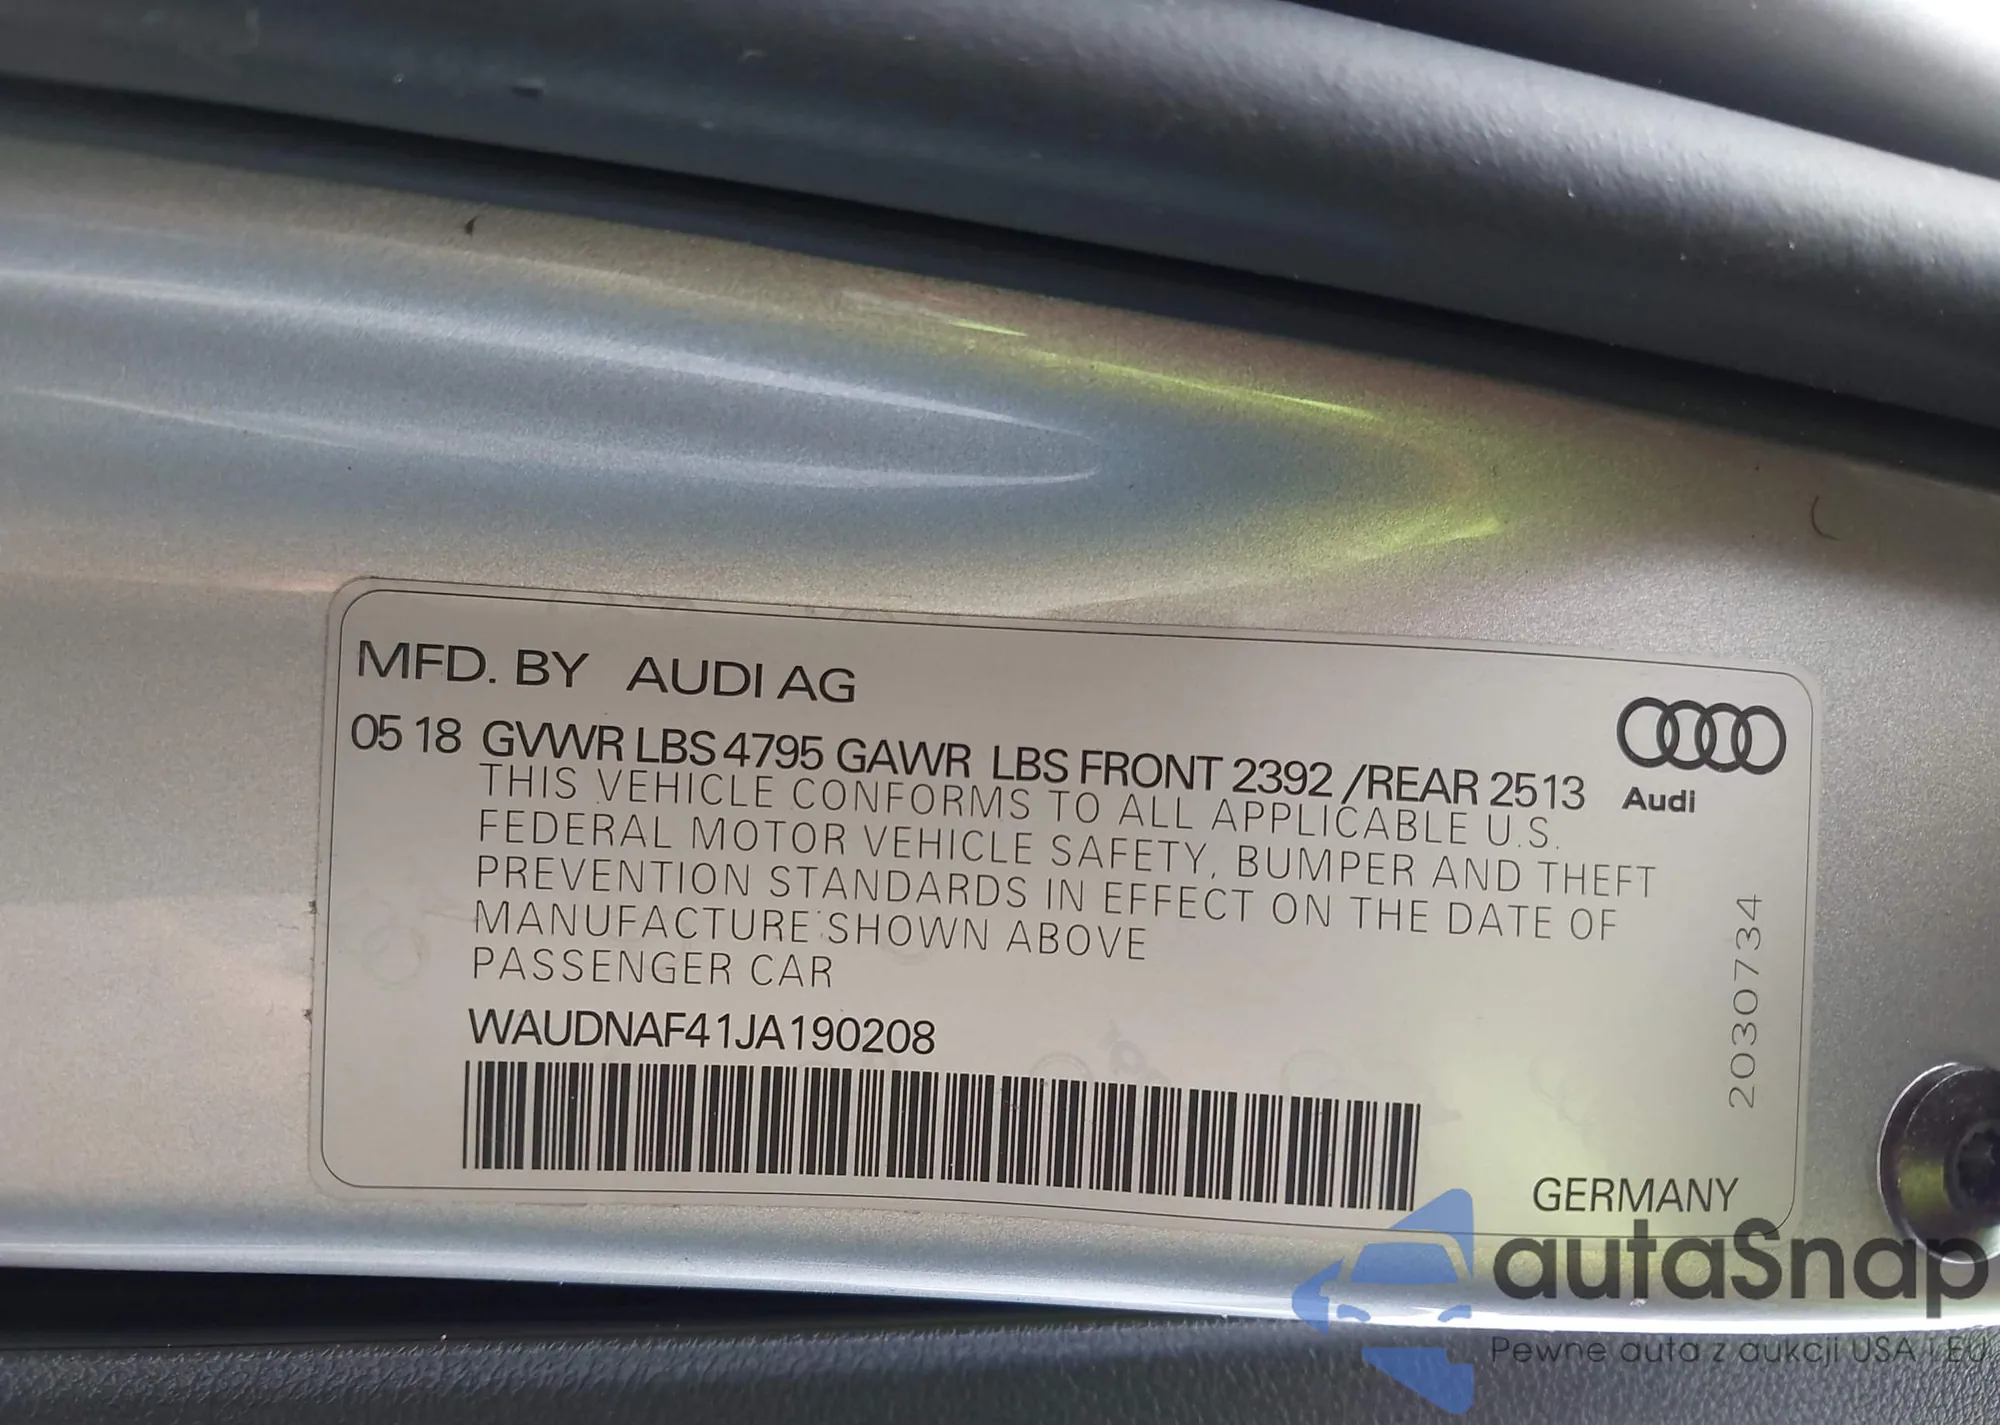 MFD. BY AUDI AG
05 18 GVWR LBS 4795 GAWR LBS FRONT 2392 /REAR 2513
THIS VEHICLE CONFORMS TO ALL APPLICABLE U.S.
FEDERAL MOTOR VEHICLE SAFETY, BUMPER AND THEFT
PREVENTION STANDARDS IN EFFECT ON THE DATE OF
MANUFACTURE SHOWN ABOVE
PASSENGER CAR
WAUDNAF41JA190208
Audi
2030734
GERMANY
autaSnap
Pewne auta z aukcji USA i EU